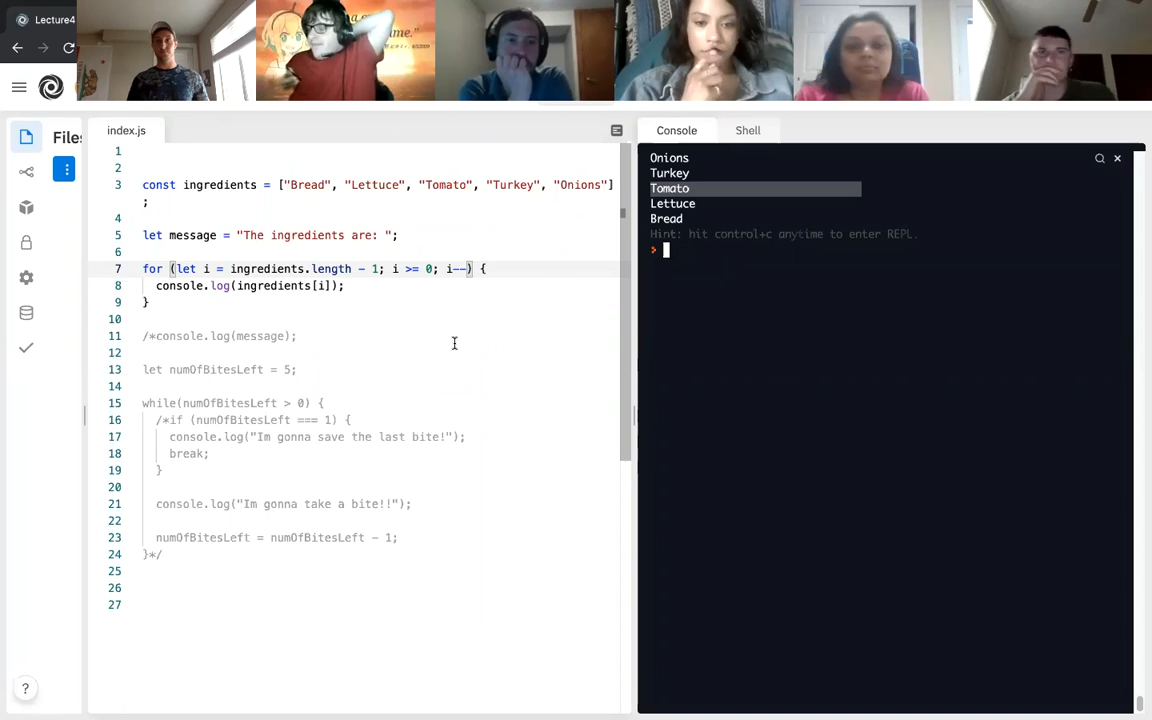 Lecture4
Files
index.js
1
2
3 const ingredients = ["Bread", "Lettuce", "Tomato", "Turkey", "Onions"]
;
4
5 let message = "The ingredients are: ";
6
7 for (let i = ingredients.length - 1; i >= 0; i--) {
8 console.log(ingredients[i]);
9 }
10
11 /*console.log(message);
12
13 let numOfBitesLeft = 5;
14
15 while(numOfBitesLeft > 0) {
16 /*if (numOfBitesLeft === 1) {
17 console.log("Im gonna save the last bite!");
18 break;
19 }
20
21 console.log("Im gonna take a bite!!");
22
23 numOfBitesLeft = numOfBitesLeft - 1;
24 }*/
25
26
27
?
Console Shell
Onions
Turkey
Tomato
Lettuce
Bread
Hint: hit control+c anytime to enter REPL.
>